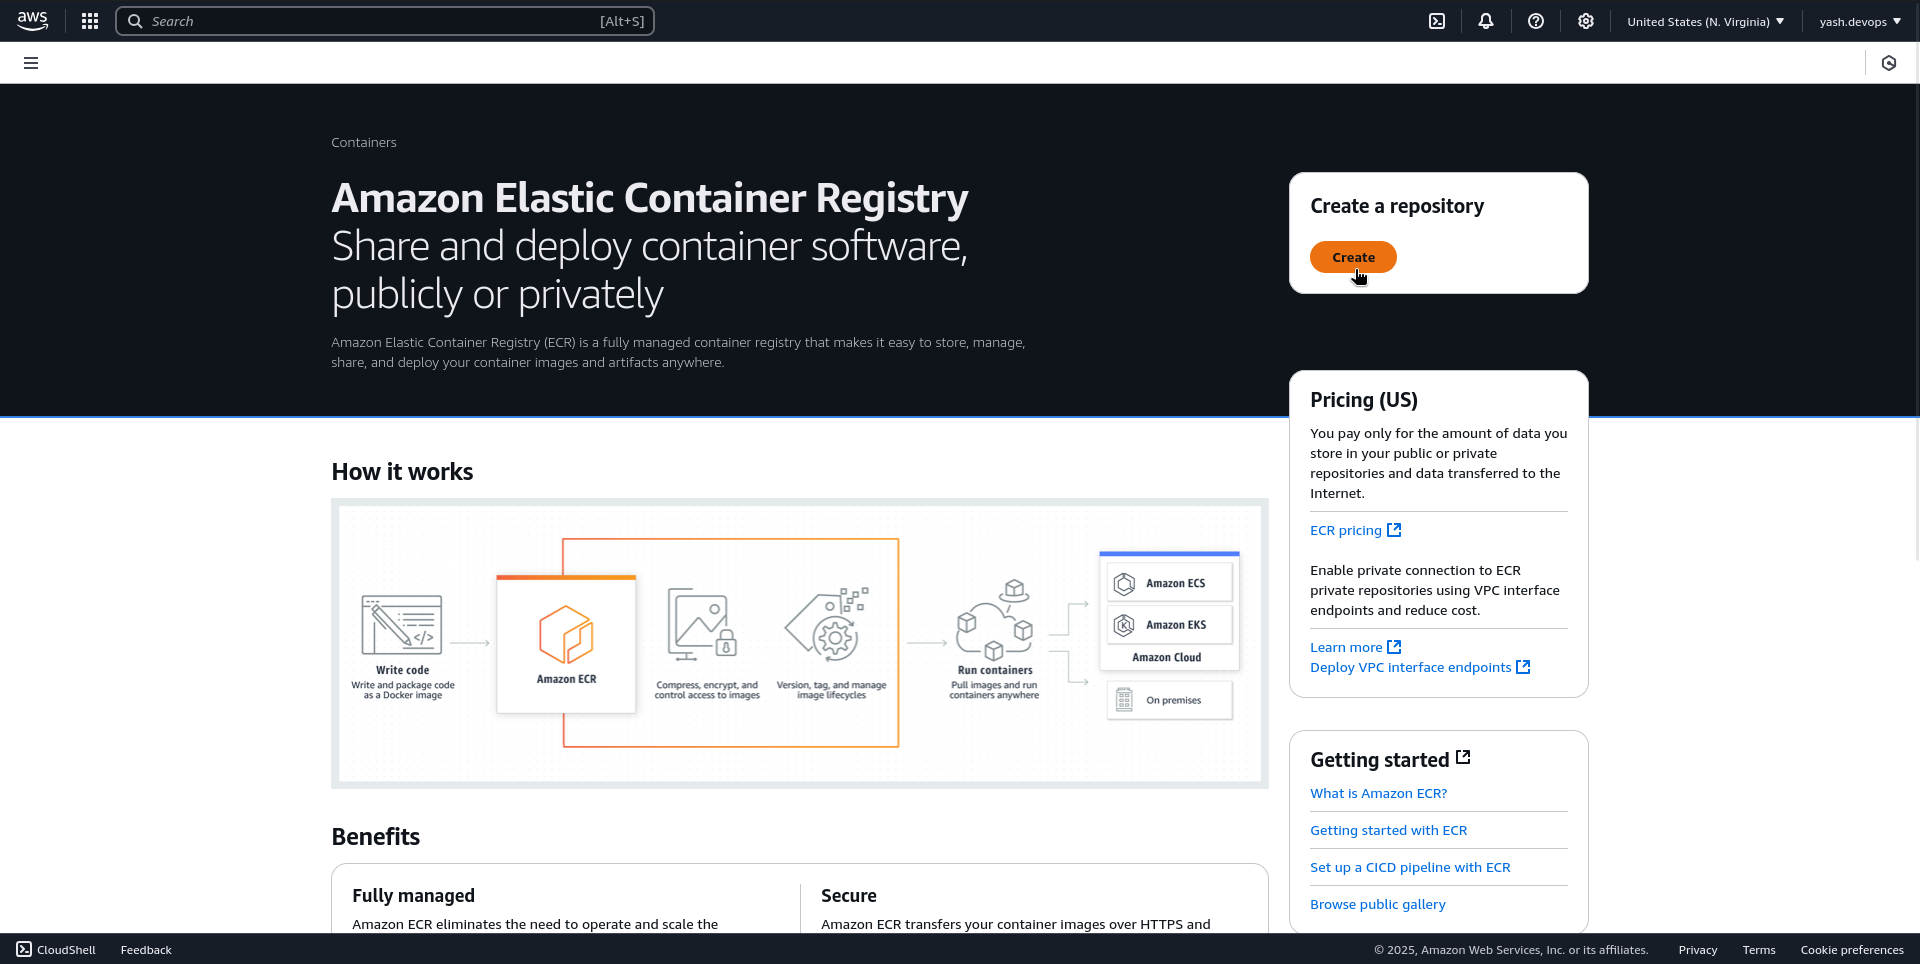 aws
Search [Alt+S]
United States (N. Virginia)
yash.devops
Containers
Amazon Elastic Container Registry
Share and deploy container software,
publicly or privately
Amazon Elastic Container Registry (ECR) is a fully managed container registry that makes it easy to store, manage,
share, and deploy your container images and artifacts anywhere.
Create a repository
Create
Pricing (US)
You pay only for the amount of data you
store in your public or private
repositories and data transferred to the
Internet.
ECR pricing
Enable private connection to ECR
private repositories using VPC interface
endpoints and reduce cost.
Learn more
Deploy VPC interface endpoints
How it works
Write code
Write and package code
as a Docker image
Amazon ECR
Compress, encrypt, and
control access to images
Version, tag, and manage
image lifecycles
Run containers
Pull images and run
containers anywhere
Amazon ECS
Amazon EKS
Amazon Cloud
On premises
Getting started
What is Amazon ECR?
Getting started with ECR
Set up a CICD pipeline with ECR
Browse public gallery
Benefits
Fully managed
Amazon ECR eliminates the need to operate and scale the
Secure
Amazon ECR transfers your container images over HTTPS and
CloudShell
Feedback
© 2025, Amazon Web Services, Inc. or its affiliates.
Privacy
Terms
Cookie preferences